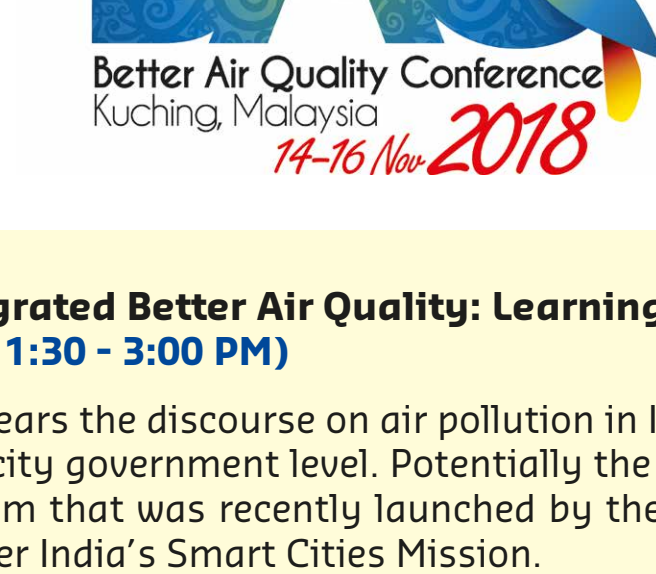 Better Air Quality Conference
Kuching, Malaysia
14-16 Nov 2018
grated Better Air Quality: Learning
1:30 - 3:00 PM)
ears the discourse on air pollution in I
city government level. Potentially the
m that was recently launched by the
er India's Smart Cities Mission.